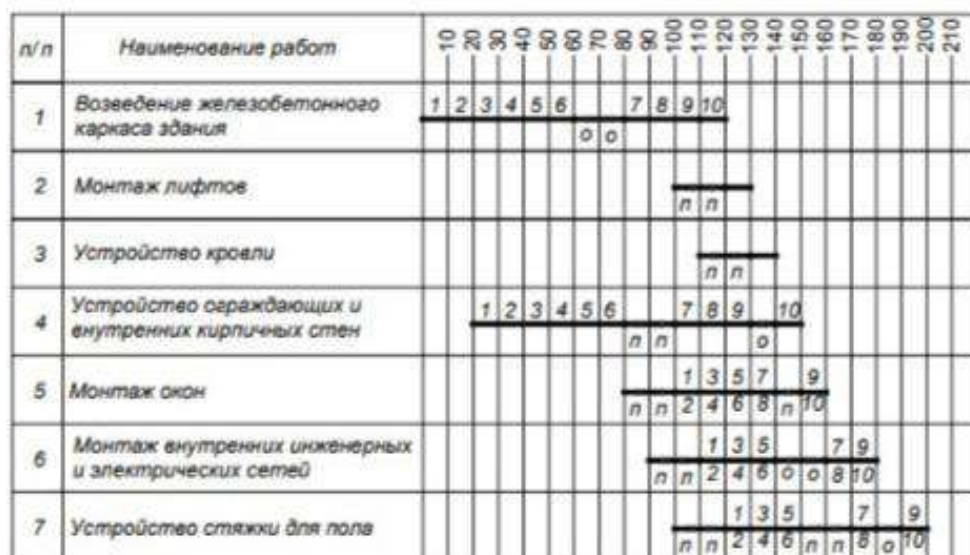 п/п Наименование работ 10 20 30 40 50 60 70 80 90 100 110 120 130 140 150 160 170 180 190 200 210
1 Возведение железобетонного
каркаса здания
1 2 3 4 5 6 7 8 9 10
о о
2 Монтаж лифтов
п п
3 Устройство кровли
п п
4 Устройство ограждающих и
внутренних кирпичных стен
1 2 3 4 5 6 7 8 9 10
п п о
5 Монтаж окон
1 3 5 7 9
п п 2 4 6 8 п 10
6 Монтаж внутренних инженерных
и электрических сетей
1 3 5 7 9
п п 2 4 6 о о 8 10
7 Устройство стяжки для пола
1 3 5 7 9
п п 2 4 6 п п 8 о 10